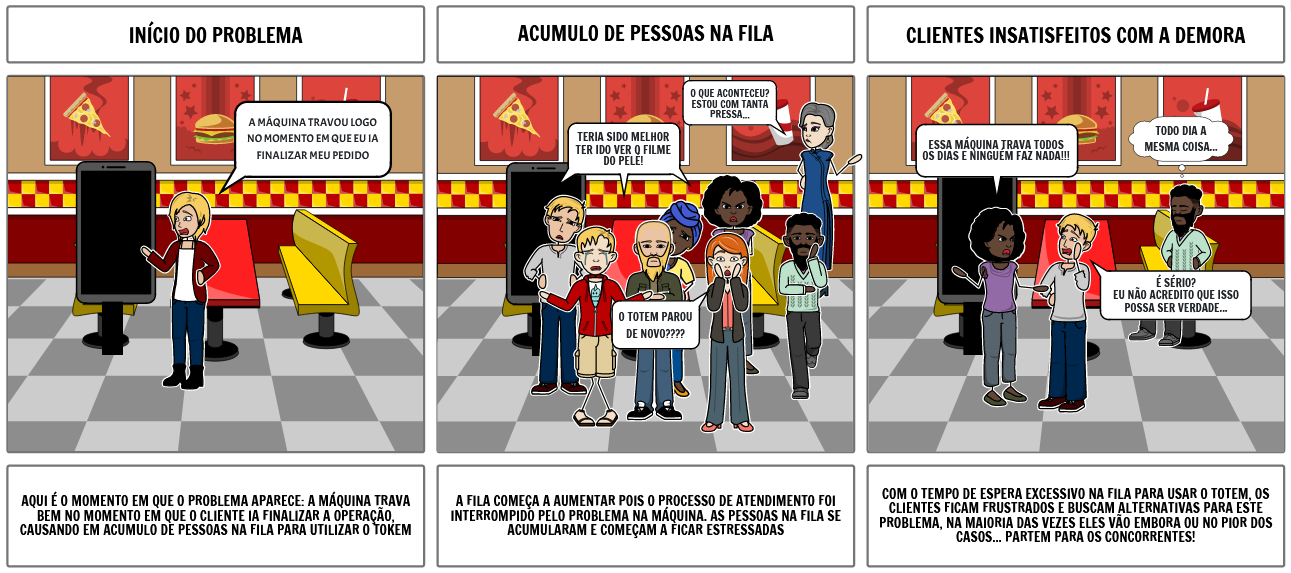 INÍCIO DO PROBLEMA
A MÁQUINA TRAVOU LOGO
NO MOMENTO EM QUE EU IA
FINALIZAR MEU PEDIDO
AQUI É O MOMENTO EM QUE O PROBLEMA APARECE: A MÁQUINA TRAVA
BEM NO MOMENTO EM QUE O CLIENTE IA FINALIZAR A OPERAÇÃO,
CAUSANDO EM ACUMULO DE PESSOAS NA FILA PARA UTILIZAR O TOKEM
ACUMULO DE PESSOAS NA FILA
O QUE ACONTECEU?
ESTOU COM TANTA
PRESSA...
TERIA SIDO MELHOR
TER IDO VER O FILME
DO PELÉ!
O TOTEM PAROU
DE NOVO????
A FILA COMEÇA A AUMENTAR POIS O PROCESSO DE ATENDIMENTO FOI
INTERROMPIDO PELO PROBLEMA NA MÁQUINA. AS PESSOAS NA FILA SE
ACUMULARAM E COMEÇAM A FICAR ESTRESSADAS
CLIENTES INSATISFEITOS COM A DEMORA
ESSA MÁQUINA TRAVA TODOS
OS DIAS E NINGUÉM FAZ NADA!!!
TODO DIA A
MESMA COISA...
É SÉRIO?
EU NÃO ACREDITO QUE ISSO
POSSA SER VERDADE...
COM O TEMPO DE ESPERA EXCESSIVO NA FILA PARA USAR O TOTEM, OS
CLIENTES FICAM FRUSTRADOS E BUSCAM ALTERNATIVAS PARA ESTE
PROBLEMA, NA MAIORIA DAS VEZES ELES VÃO EMBORA OU NO PIOR DOS
CASOS... PARTEM PARA OS CONCORRENTES!